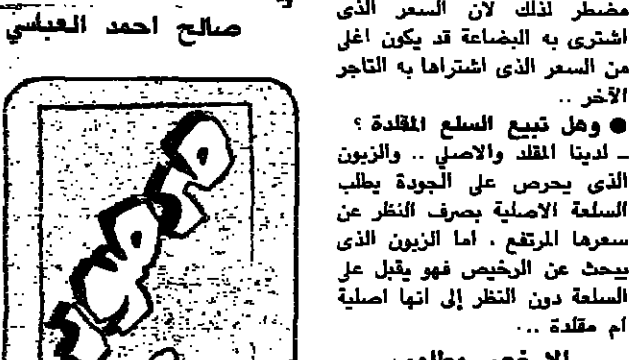 مضطر لذلك لان السعر الذى
اشترى به البضاعة قد يكون اغلى
من السعر الذى اشتراها به التاجر
الآخر ..
● وهل تبيع السلع المقلدة ؟
ـ لدينا المقلد والاصلي .. والزبون
الذى يحرص على الجودة يطلب
السلعة الاصلية بصرف النظر عن
سعرها المرتفع . اما الزبون الذى
يبحث عن الرخيص فهو يقبل على
السلعة دون النظر إلى انها اصلية
أم مقلدة ..
صالح احمد العباسي